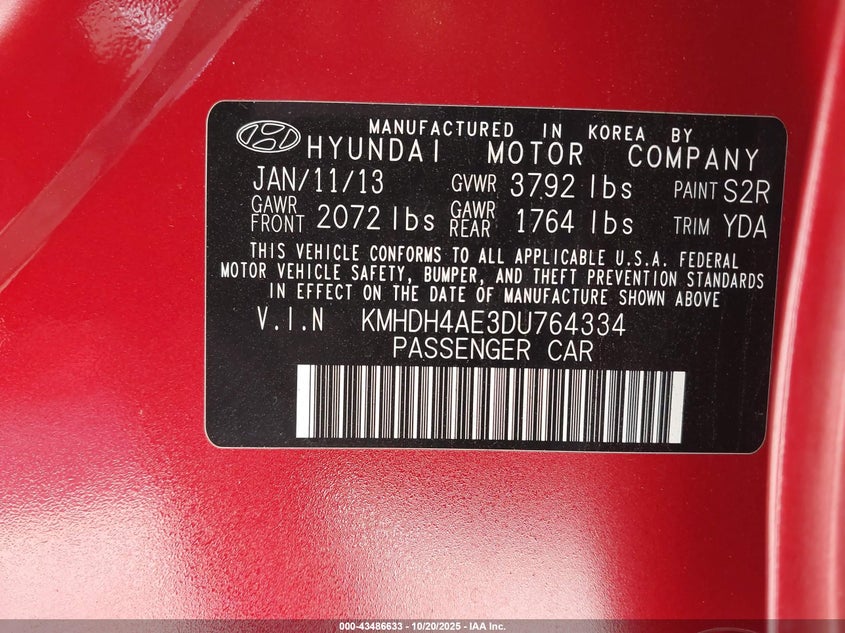 MANUFACTURED IN KOREA BY
HYUNDAI MOTOR COMPANY
JAN/11/13 GVWR 3792 lbs PAINT S2R
GAWR FRONT 2072 lbs GAWR REAR 1764 lbs TRIM YDA
THIS VEHICLE CONFORMS TO ALL APPLICABLE U.S.A. FEDERAL
MOTOR VEHICLE SAFETY, BUMPER, AND THEFT PREVENTION STANDARDS
IN EFFECT ON THE DATE OF MANUFACTURE SHOWN ABOVE
V.I.N KMHDH4AE3DU764334
PASSENGER CAR
000-43486633 - 10/20/2025 - IAA Inc.